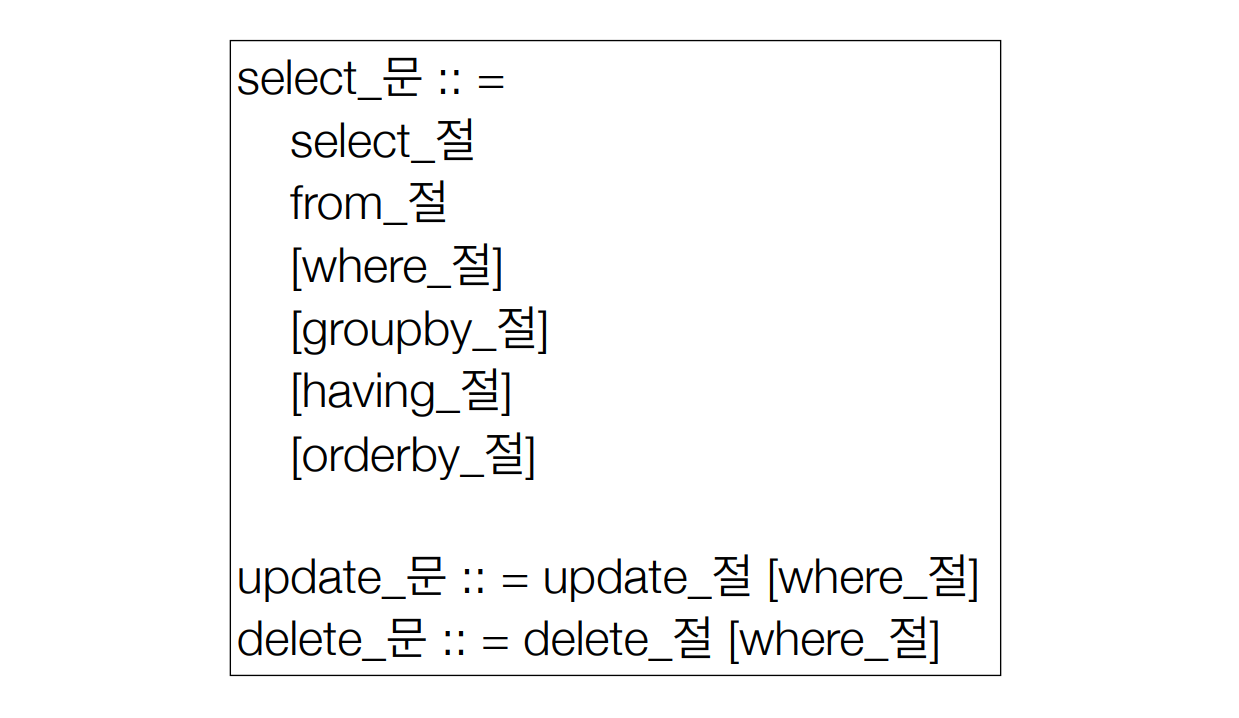 select_문 :: =
select_절
from_절
[where_절]
[groupby_절]
[having_절]
[orderby_절]
update_문 :: = update_절 [where_절]
delete_문 :: = delete_절 [where_절]